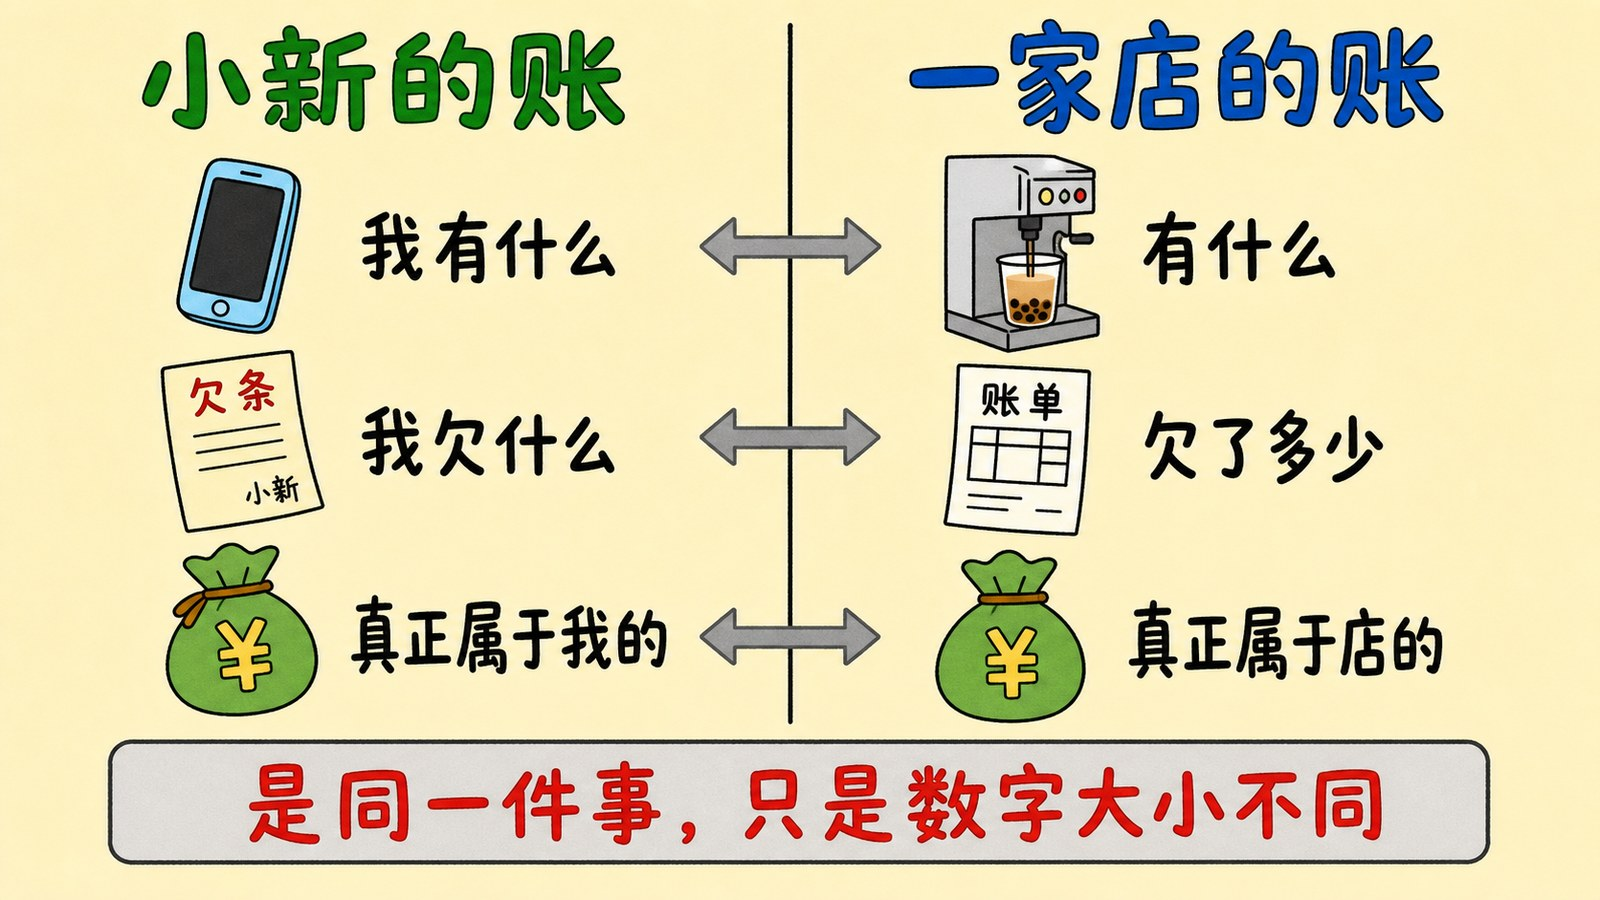 小新的账
一家店的账
我有什么
有什么
欠条
小新
我欠什么
账单
欠了多少
¥
真正属于我的
¥
真正属于店的
是同一件事，只是数字大小不同